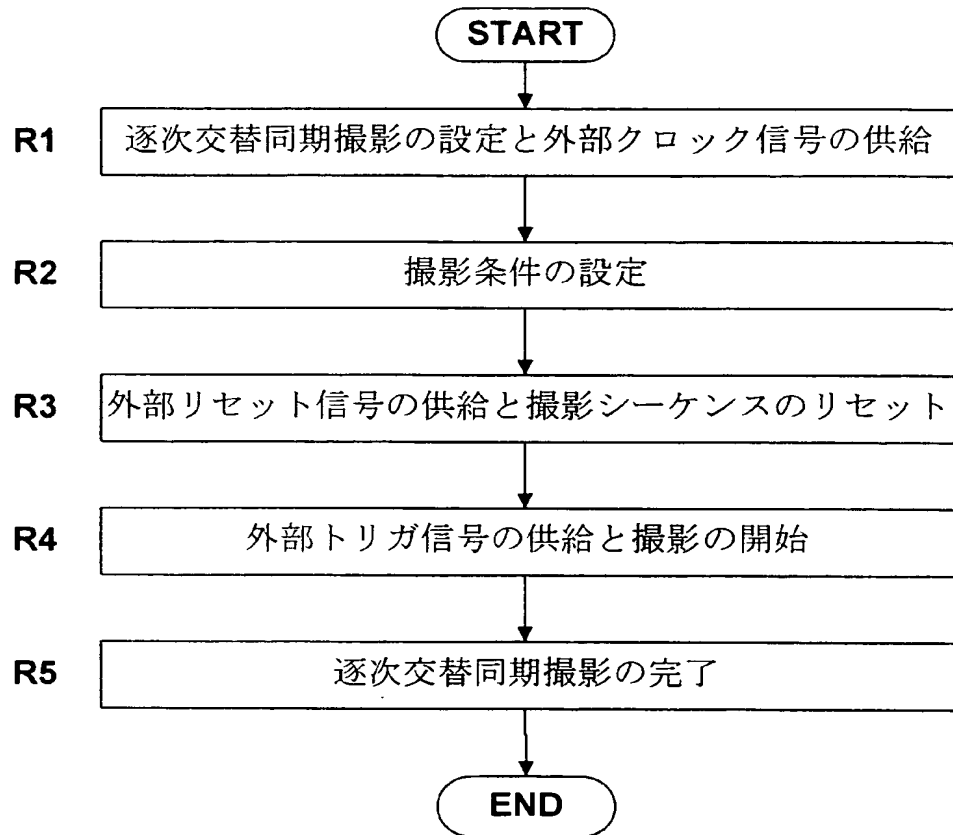 START
R1 逐次交替同期撮影の設定と外部クロック信号の供給
R2 撮影条件の設定
R3 外部リセット信号の供給と撮影シーケンスのリセット
R4 外部トリガ信号の供給と撮影の開始
R5 逐次交替同期撮影の完了
END